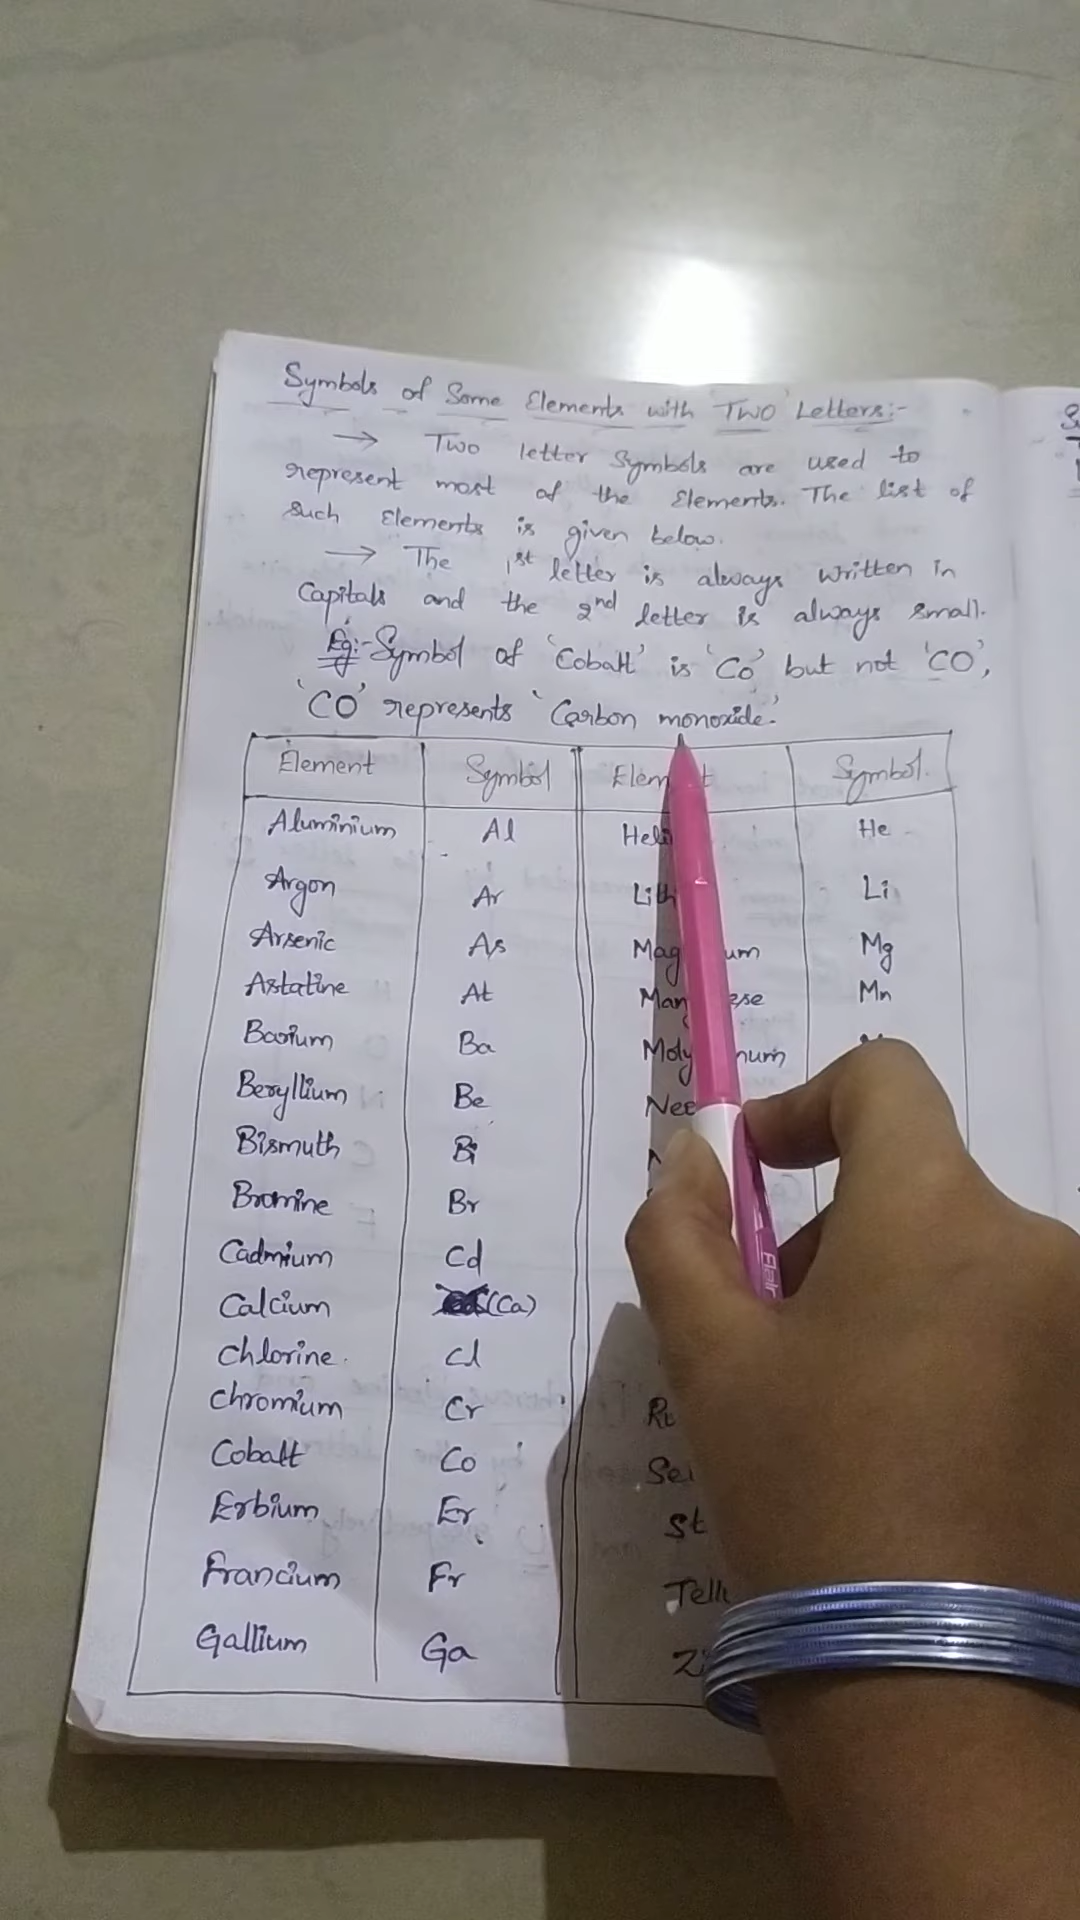 Symbols of Some Elements with 'TWO' Letters:-
→ Two letter Symbols are used to
represent most of the Elements. The list of
such Elements is given below.
→ The 1st letter is always written in
Capitals and the 2nd letter is always small.
Eg:- Symbol of 'Cobalt' is 'Co' but not 'CO',
'CO' represents 'Carbon monoxide.'
Element Symbol Element Symbol.
Aluminium Al He
Argon Ar Li
Arsenic As Mg
Astatine At Mn
Barium Ba
Beryllium Be
Bismuth Bi
Bromine Br
Cadmium Cd
Calcium (Ca)
Chlorine. Cl
Chromium Cr
Cobalt Co
Erbium Er
Francium Fr
Gallium Ga